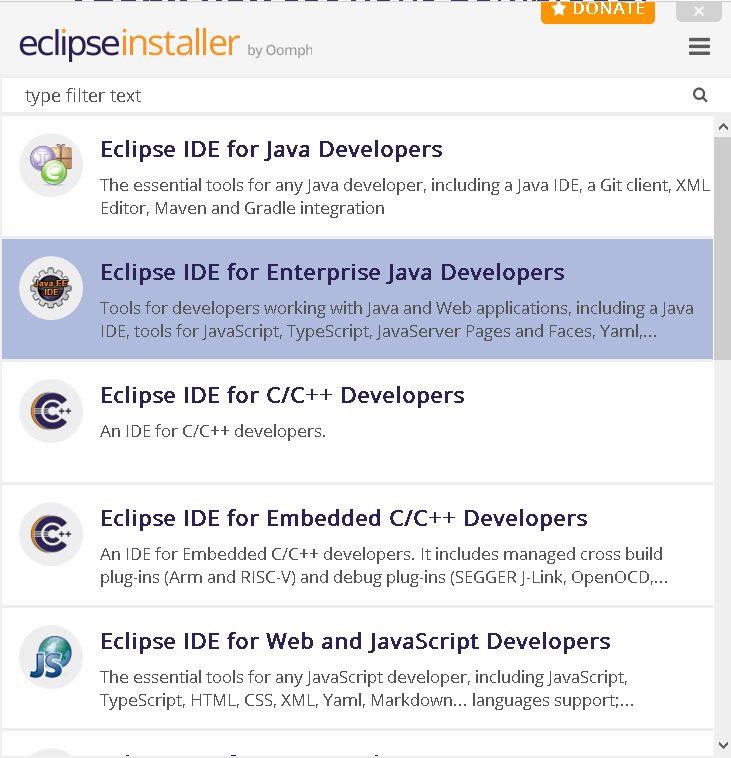 DONATE
eclipseinstaller by Oomph
type filter text
Eclipse IDE for Java Developers
The essential tools for any Java developer, including a Java IDE, a Git client, XML
Editor, Maven and Gradle integration
Java EE
IDE
Eclipse IDE for Enterprise Java Developers
Tools for developers working with Java and Web applications, including a Java
IDE, tools for JavaScript, TypeScript, JavaServer Pages and Faces, Yaml,...
C++
Eclipse IDE for C/C++ Developers
An IDE for C/C++ developers.
C++
Eclipse IDE for Embedded C/C++ Developers
An IDE for Embedded C/C++ developers. It includes managed cross build
plug-ins (Arm and RISC-V) and debug plug-ins (SEGGER J-Link, OpenOCD,...
JS
Eclipse IDE for Web and JavaScript Developers
The essential tools for any JavaScript developer, including JavaScript,
TypeScript, HTML, CSS, XML, Yaml, Markdown... languages support;...